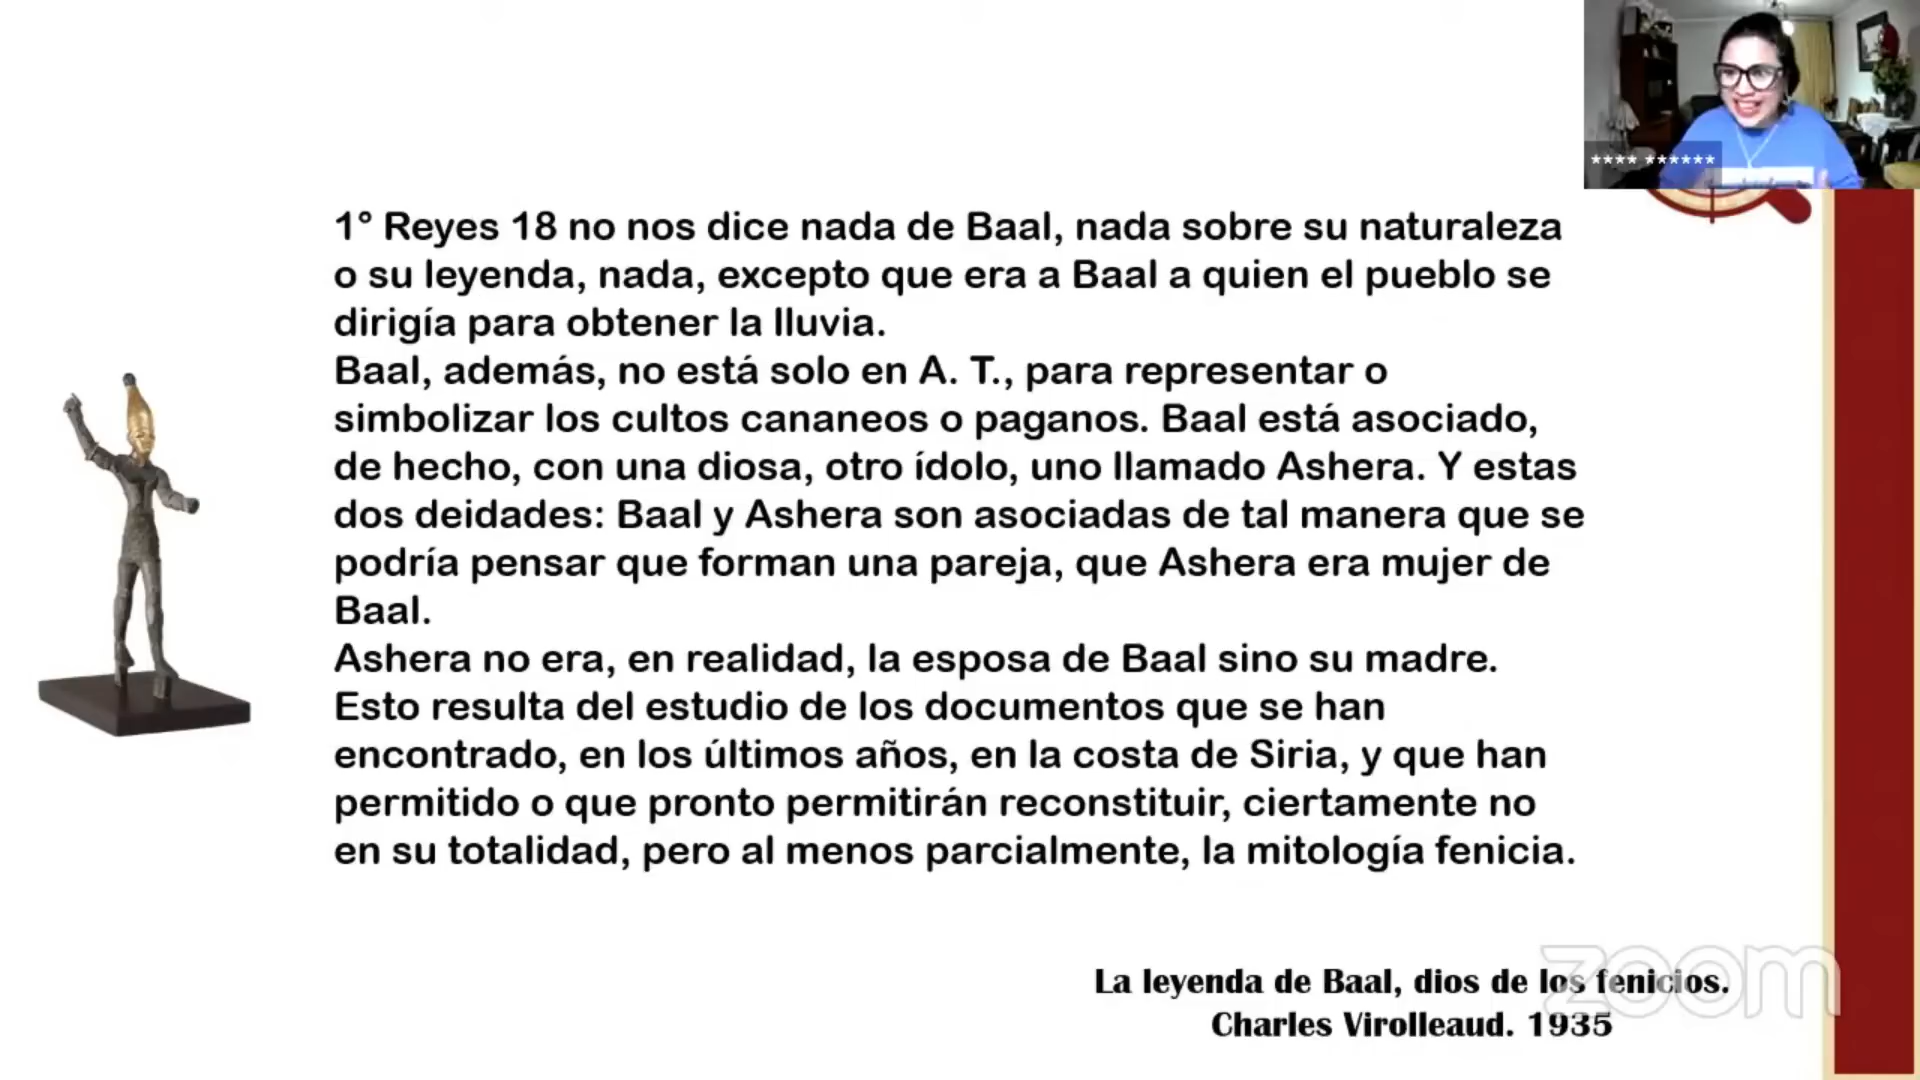 **** ******
1° Reyes 18 no nos dice nada de Baal, nada sobre su naturaleza
o su leyenda, nada, excepto que era a Baal a quien el pueblo se
dirigía para obtener la lluvia.
Baal, además, no está solo en A. T., para representar o
simbolizar los cultos cananeos o paganos. Baal está asociado,
de hecho, con una diosa, otro ídolo, uno llamado Ashera. Y estas
dos deidades: Baal y Ashera son asociadas de tal manera que se
podría pensar que forman una pareja, que Ashera era mujer de
Baal.
Ashera no era, en realidad, la esposa de Baal sino su madre.
Esto resulta del estudio de los documentos que se han
encontrado, en los últimos años, en la costa de Siria, y que han
permitido o que pronto permitirán reconstituir, ciertamente no
en su totalidad, pero al menos parcialmente, la mitología fenicia.
La leyenda de Baal, dios de los fenicios.
Charles Virolleaud. 1935
zoom